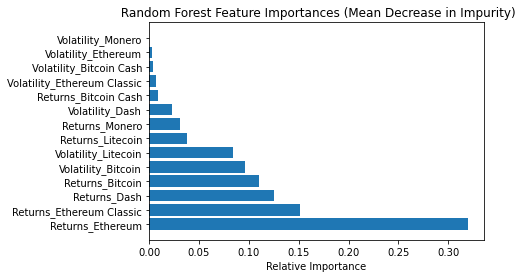 Random Forest Feature Importances (Mean Decrease in Impurity)
Volatility_Monero
Volatility_Ethereum
Volatility_Bitcoin Cash
Volatility_Ethereum Classic
Returns_Bitcoin Cash
Volatility_Dash
Returns_Monero
Returns_Litecoin
Volatility_Litecoin
Volatility_Bitcoin
Returns_Bitcoin
Returns_Dash
Returns_Ethereum Classic
Returns_Ethereum
0.00 0.05 0.10 0.15 0.20 0.25 0.30
Relative Importance